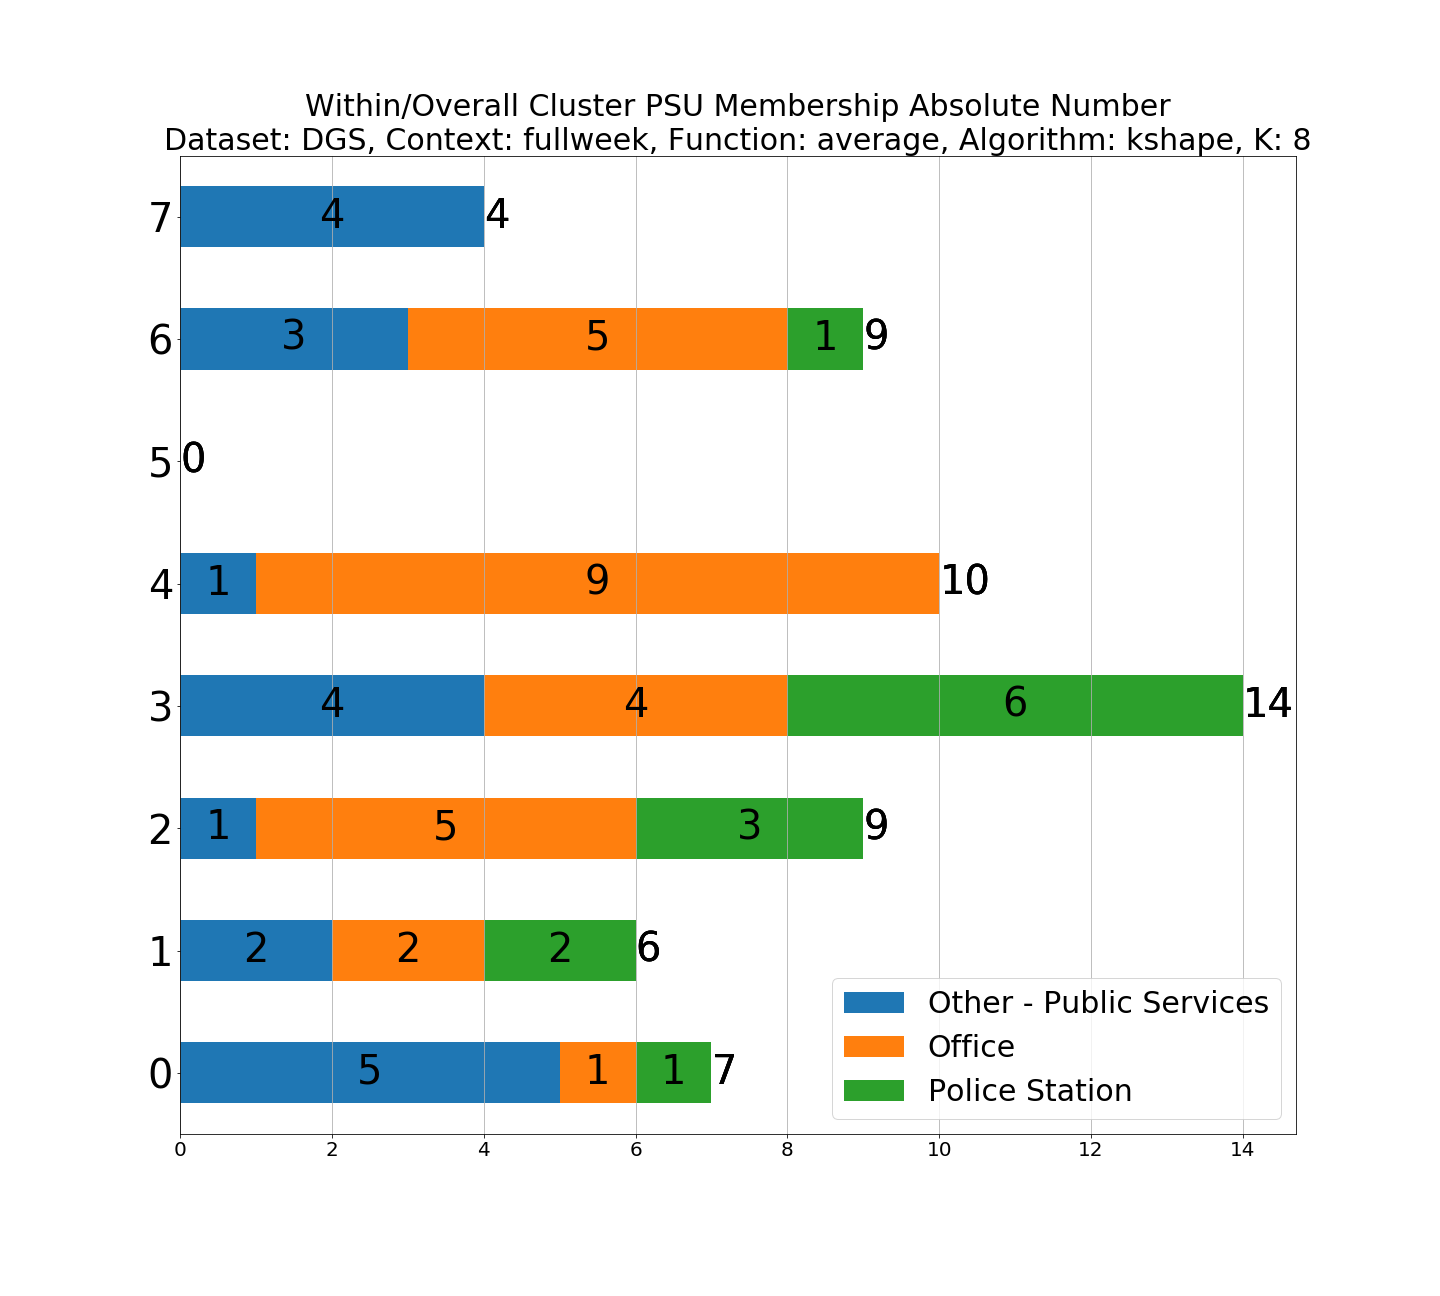 Within/Overall Cluster PSU Membership Absolute Number
Dataset: DGS, Context: fullweek, Function: average, Algorithm: kshape, K: 8
7 4 4
6 3 5 1 9
5 0
4 1 9 10
3 4 4 6 14
2 1 5 3 9
1 2 2 2 6
0 5 1 1 7
Other - Public Services
Office
Police Station
0 2 4 6 8 10 12 14